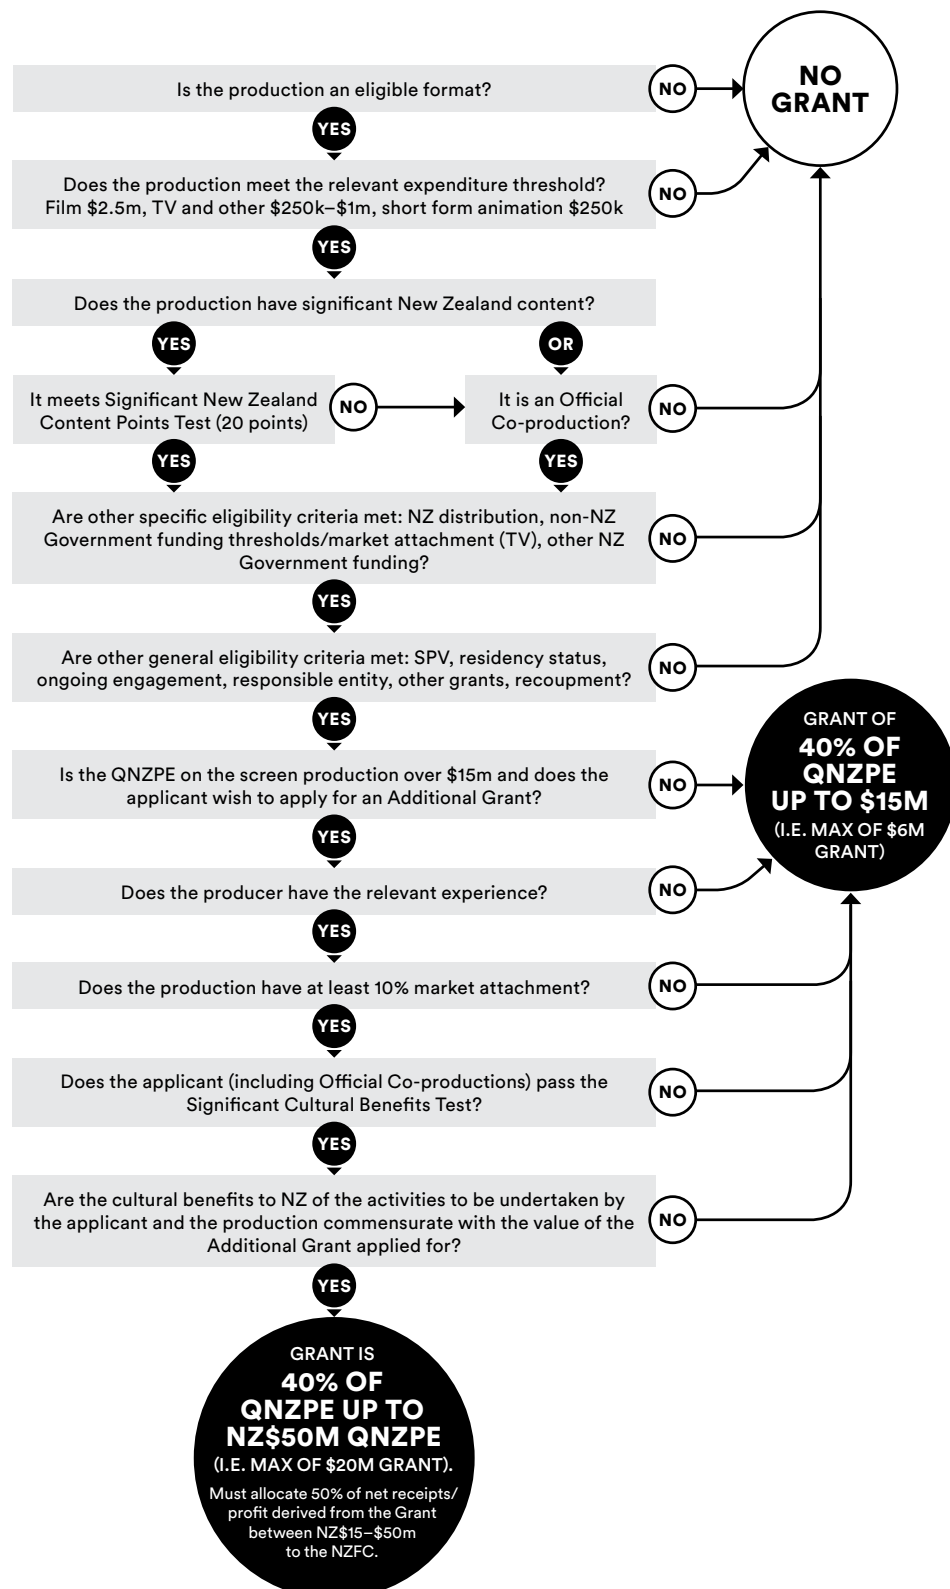 Is the production an eligible format?
NO
NO
GRANT
YES
Does the production meet the relevant expenditure threshold?
Film $2.5m, TV and other $250k–$1m, short form animation $250k
NO
YES
Does the production have significant New Zealand content?
YES
OR
It meets Significant New Zealand
Content Points Test (20 points)
NO
It is an Official
Co-production?
NO
YES
YES
Are other specific eligibility criteria met: NZ distribution, non-NZ
Government funding thresholds/market attachment (TV), other NZ
Government funding?
NO
YES
Are other general eligibility criteria met: SPV, residency status,
ongoing engagement, responsible entity, other grants, recoupment?
NO
YES
Is the QNZPE on the screen production over $15m and does the
applicant wish to apply for an Additional Grant?
NO
GRANT OF
40% OF
QNZPE
UP TO $15M
(I.E. MAX OF $6M
GRANT)
YES
Does the producer have the relevant experience?
NO
YES
Does the production have at least 10% market attachment?
NO
YES
Does the applicant (including Official Co-productions) pass the
Significant Cultural Benefits Test?
NO
YES
Are the cultural benefits to NZ of the activities to be undertaken by
the applicant and the production commensurate with the value of the
Additional Grant applied for?
NO
YES
GRANT IS
40% OF
QNZPE UP TO
NZ$50M QNZPE
(I.E. MAX OF $20M GRANT).
Must allocate 50% of net receipts/
profit derived from the Grant
between NZ$15–$50m
to the NZFC.